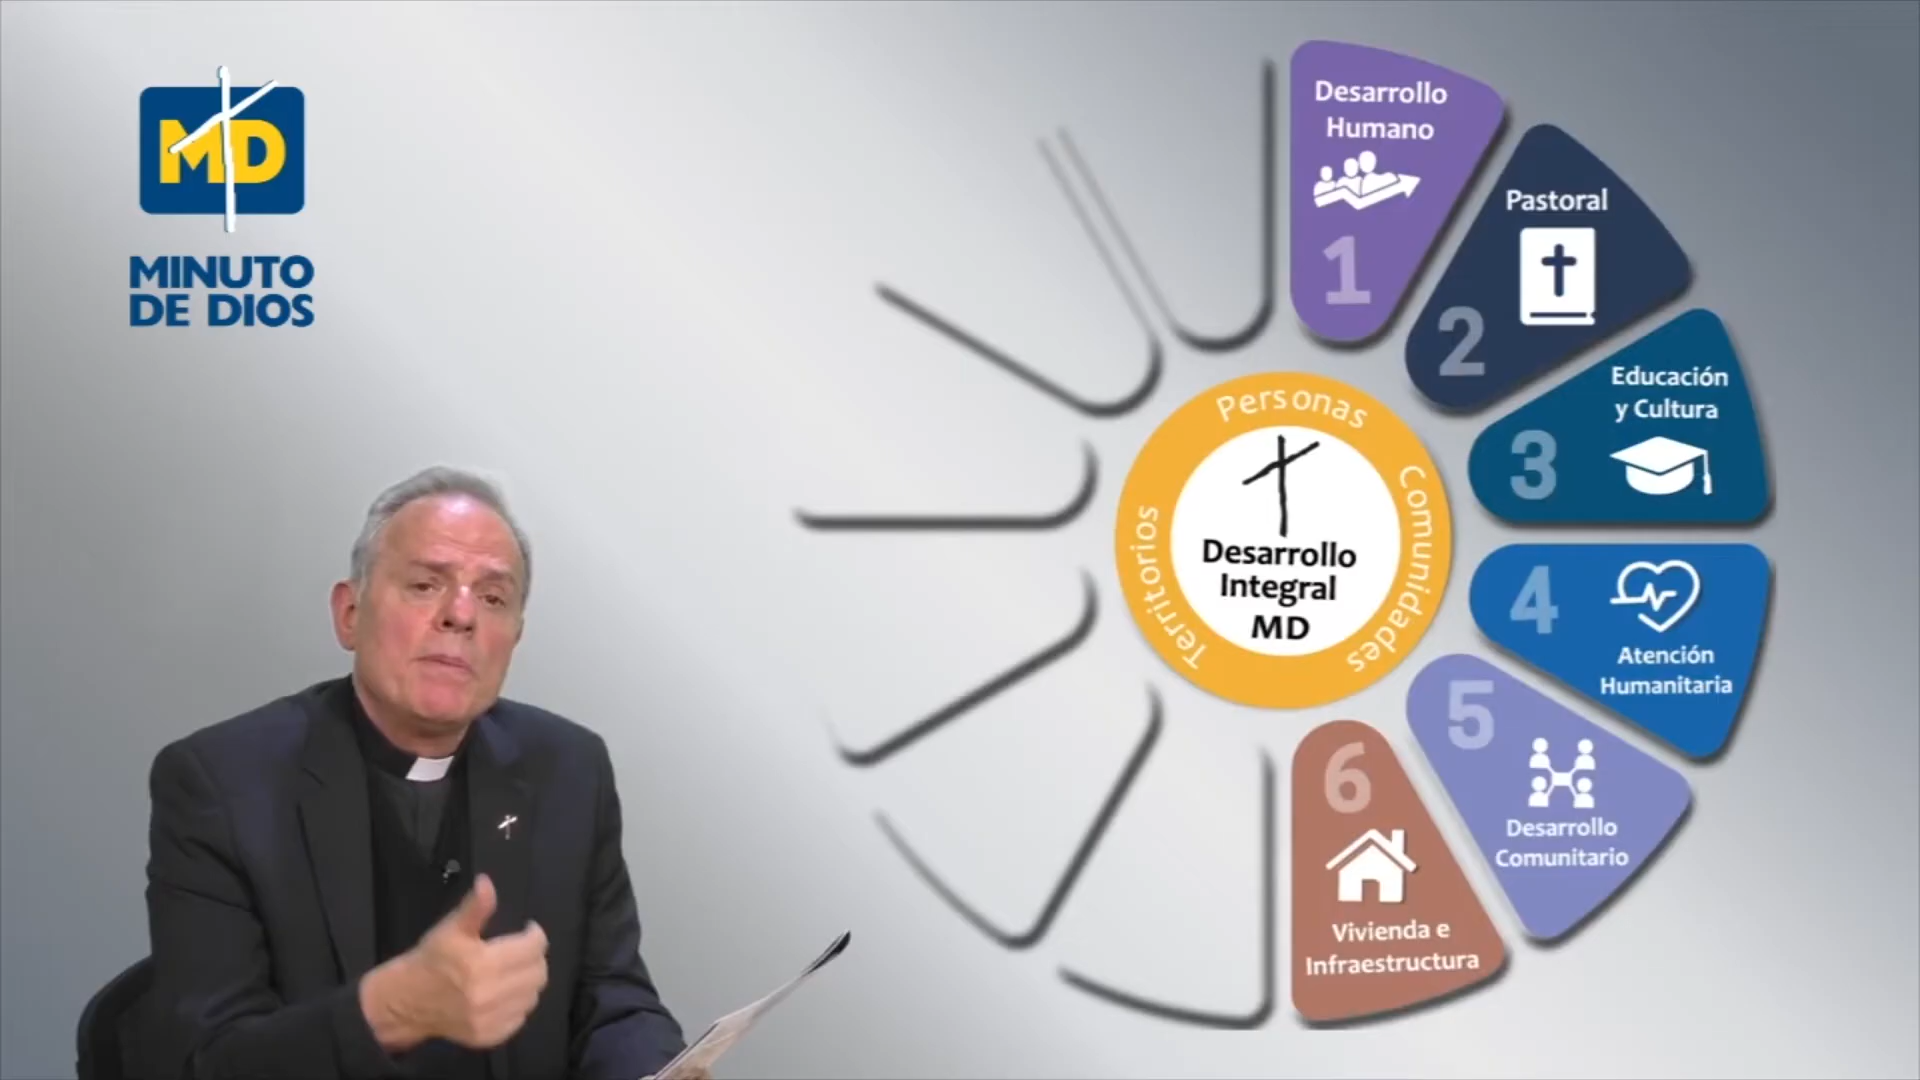 MD
MINUTO
DE DIOS
Desarrollo
Humano
1
Pastoral
2
Educación
y Cultura
3
4
Atención
Humanitaria
5
Desarrollo
Comunitario
6
Vivienda e
Infraestructura
Personas
Comunidades
Territorios
Desarrollo
Integral
MD